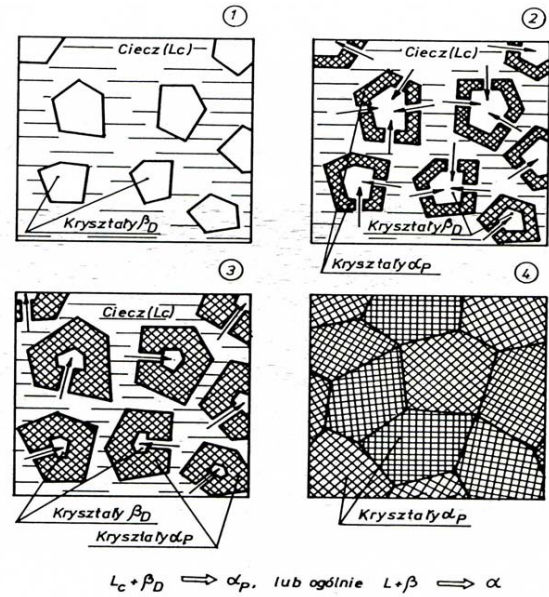 1
Ciecz(Lc)
Kryształy βD
2
Ciecz(Lc)
Kryształy βD
Kryształy αP
3
Ciecz(Lc)
Kryształy βD
Kryształy αP
4
Kryształy αP
Lc + βD ⟹ αP, lub ogólnie L+β ⟹ α